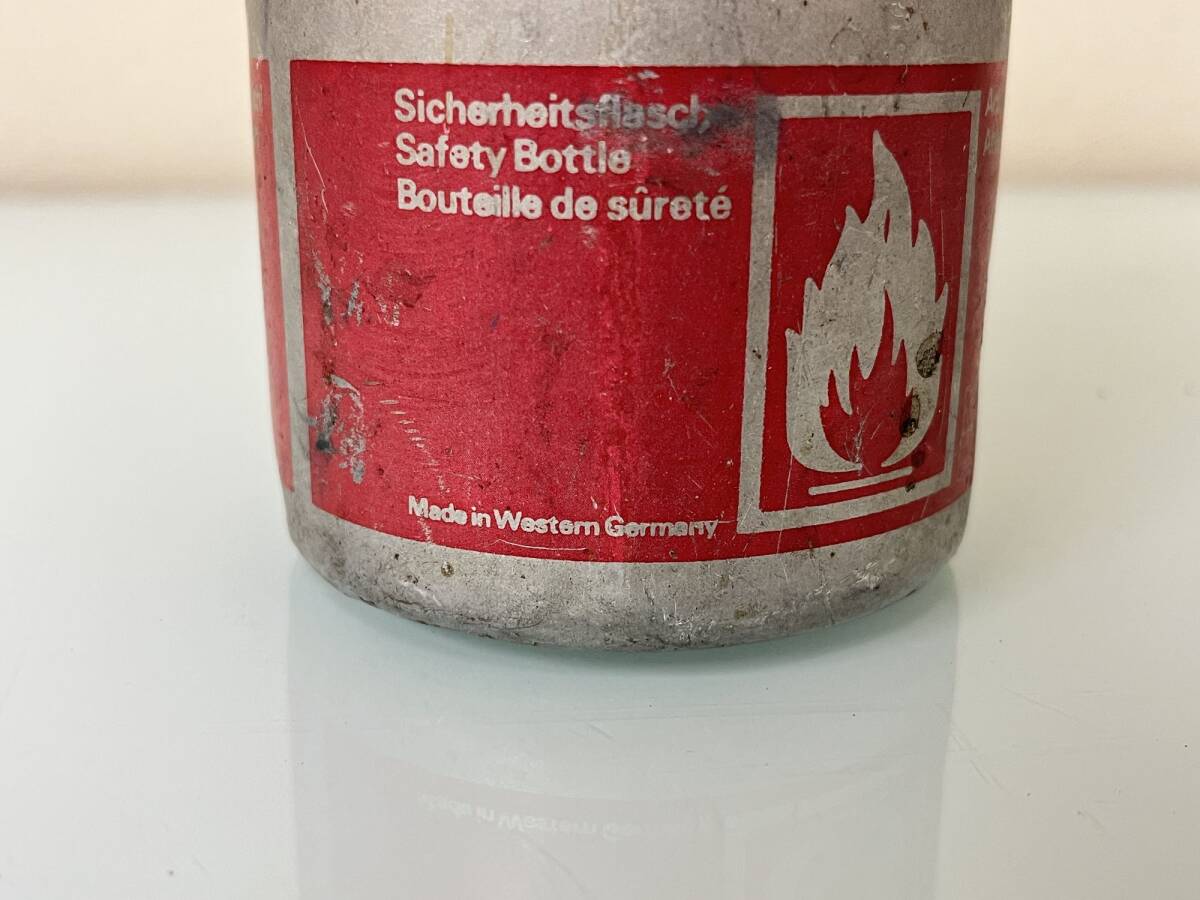 Sicherheitsflasche
Safety Bottle
Bouteille de sûreté
Made in Western Germany